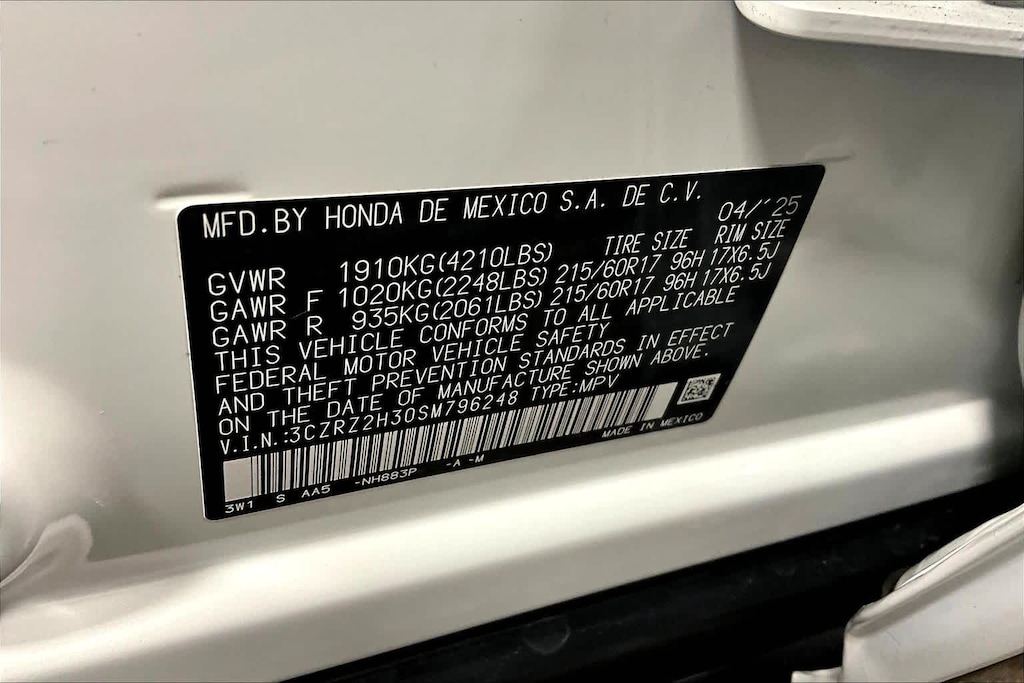 MFD.BY HONDA DE MEXICO S.A. DE C.V.
04/'25
TIRE SIZE RIM SIZE
GVWR 1910KG(4210LBS)
GAWR F 1020KG(2248LBS) 215/60R17 96H 17X6.5J
GAWR R 935KG(2061LBS) 215/60R17 96H 17X6.5J
THIS VEHICLE CONFORMS TO ALL APPLICABLE
FEDERAL MOTOR VEHICLE SAFETY
AND THEFT PREVENTION STANDARDS IN EFFECT
ON THE DATE OF MANUFACTURE SHOWN ABOVE.
V.I.N.:3CZRZ2H30SM796248 TYPE:MPV
MADE IN MEXICO
3W1 S AA5 -NH883P -A -M